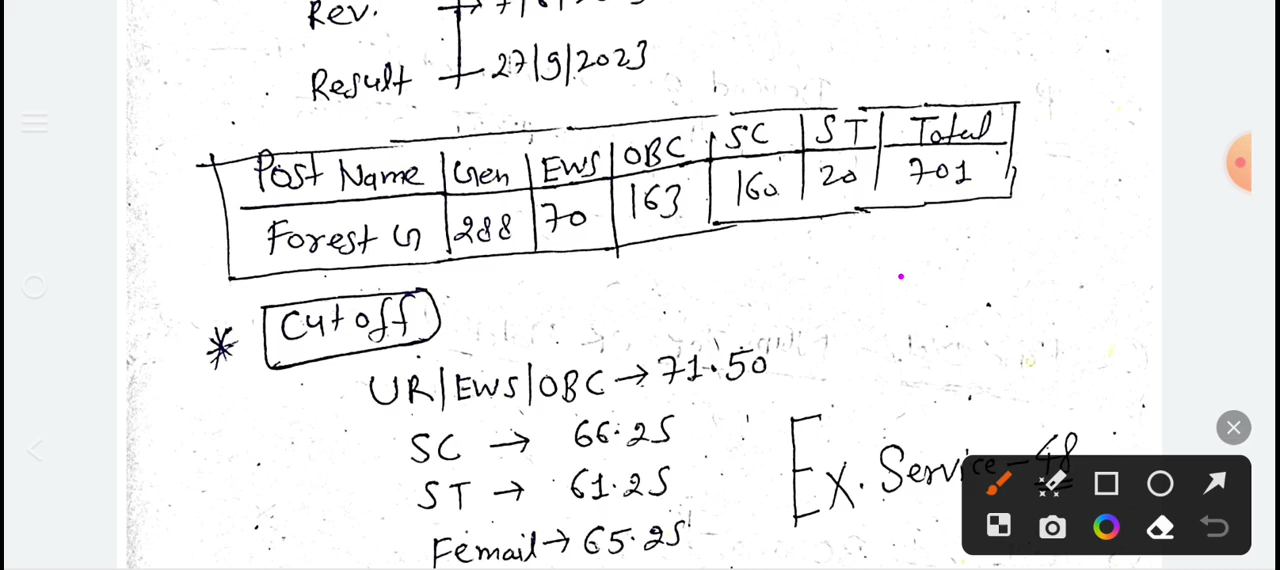 Rev.
Result 27/9/2023
Post Name Gen EWS OBC SC ST Total
Forest G 288 70 163 160 20 701
* Cutoff
UR/EWS/OBC → 71.50
SC → 66.25
ST → 61.25
Ex. Service - 48
Femail → 65.25